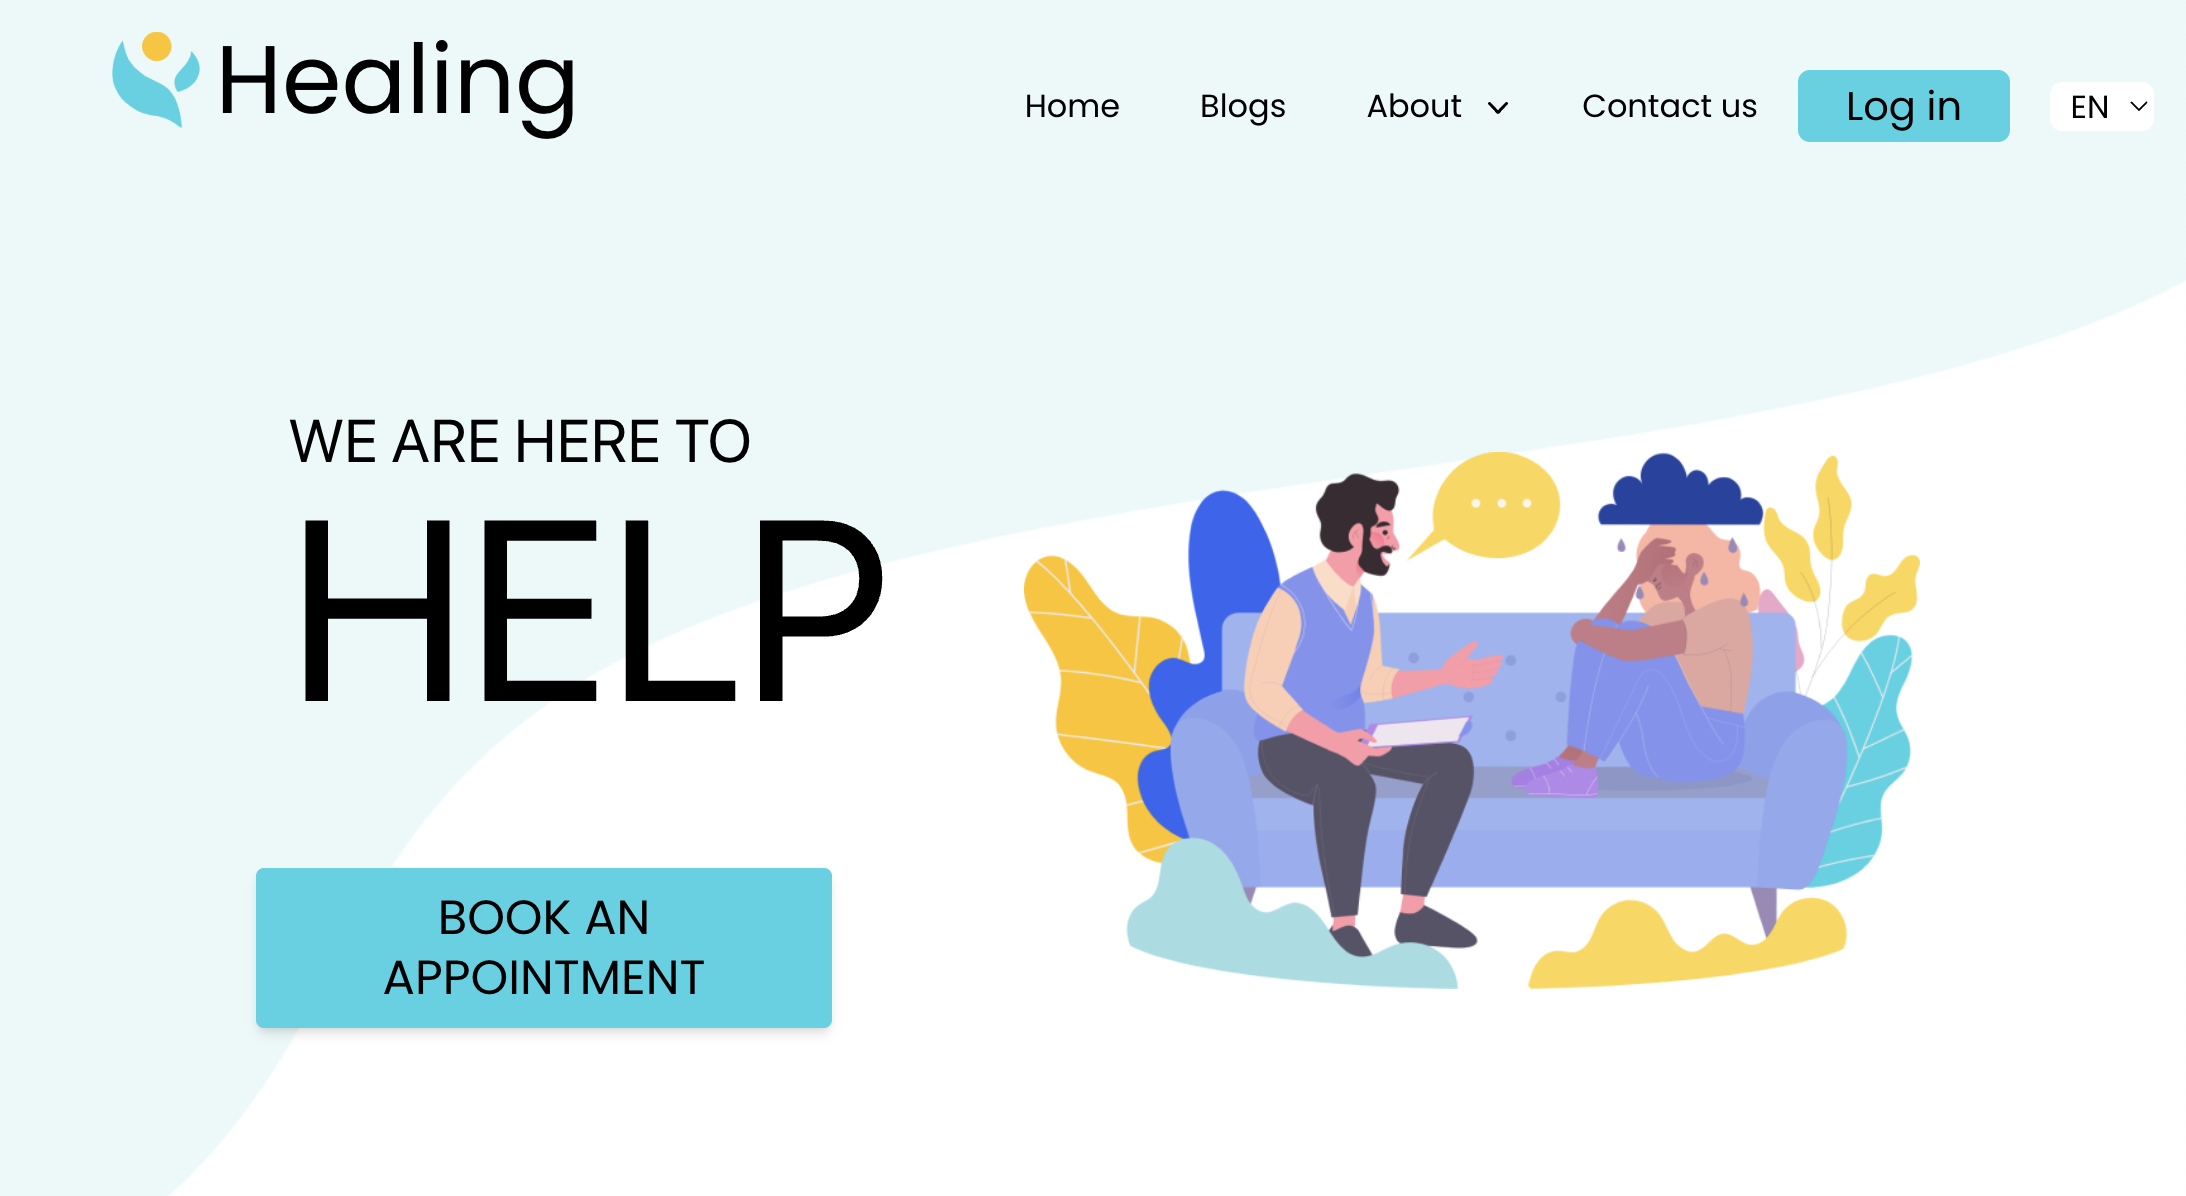 Healing
Home
Blogs
About
Contact us
Log in
EN
WE ARE HERE TO
HELP
BOOK AN
APPOINTMENT